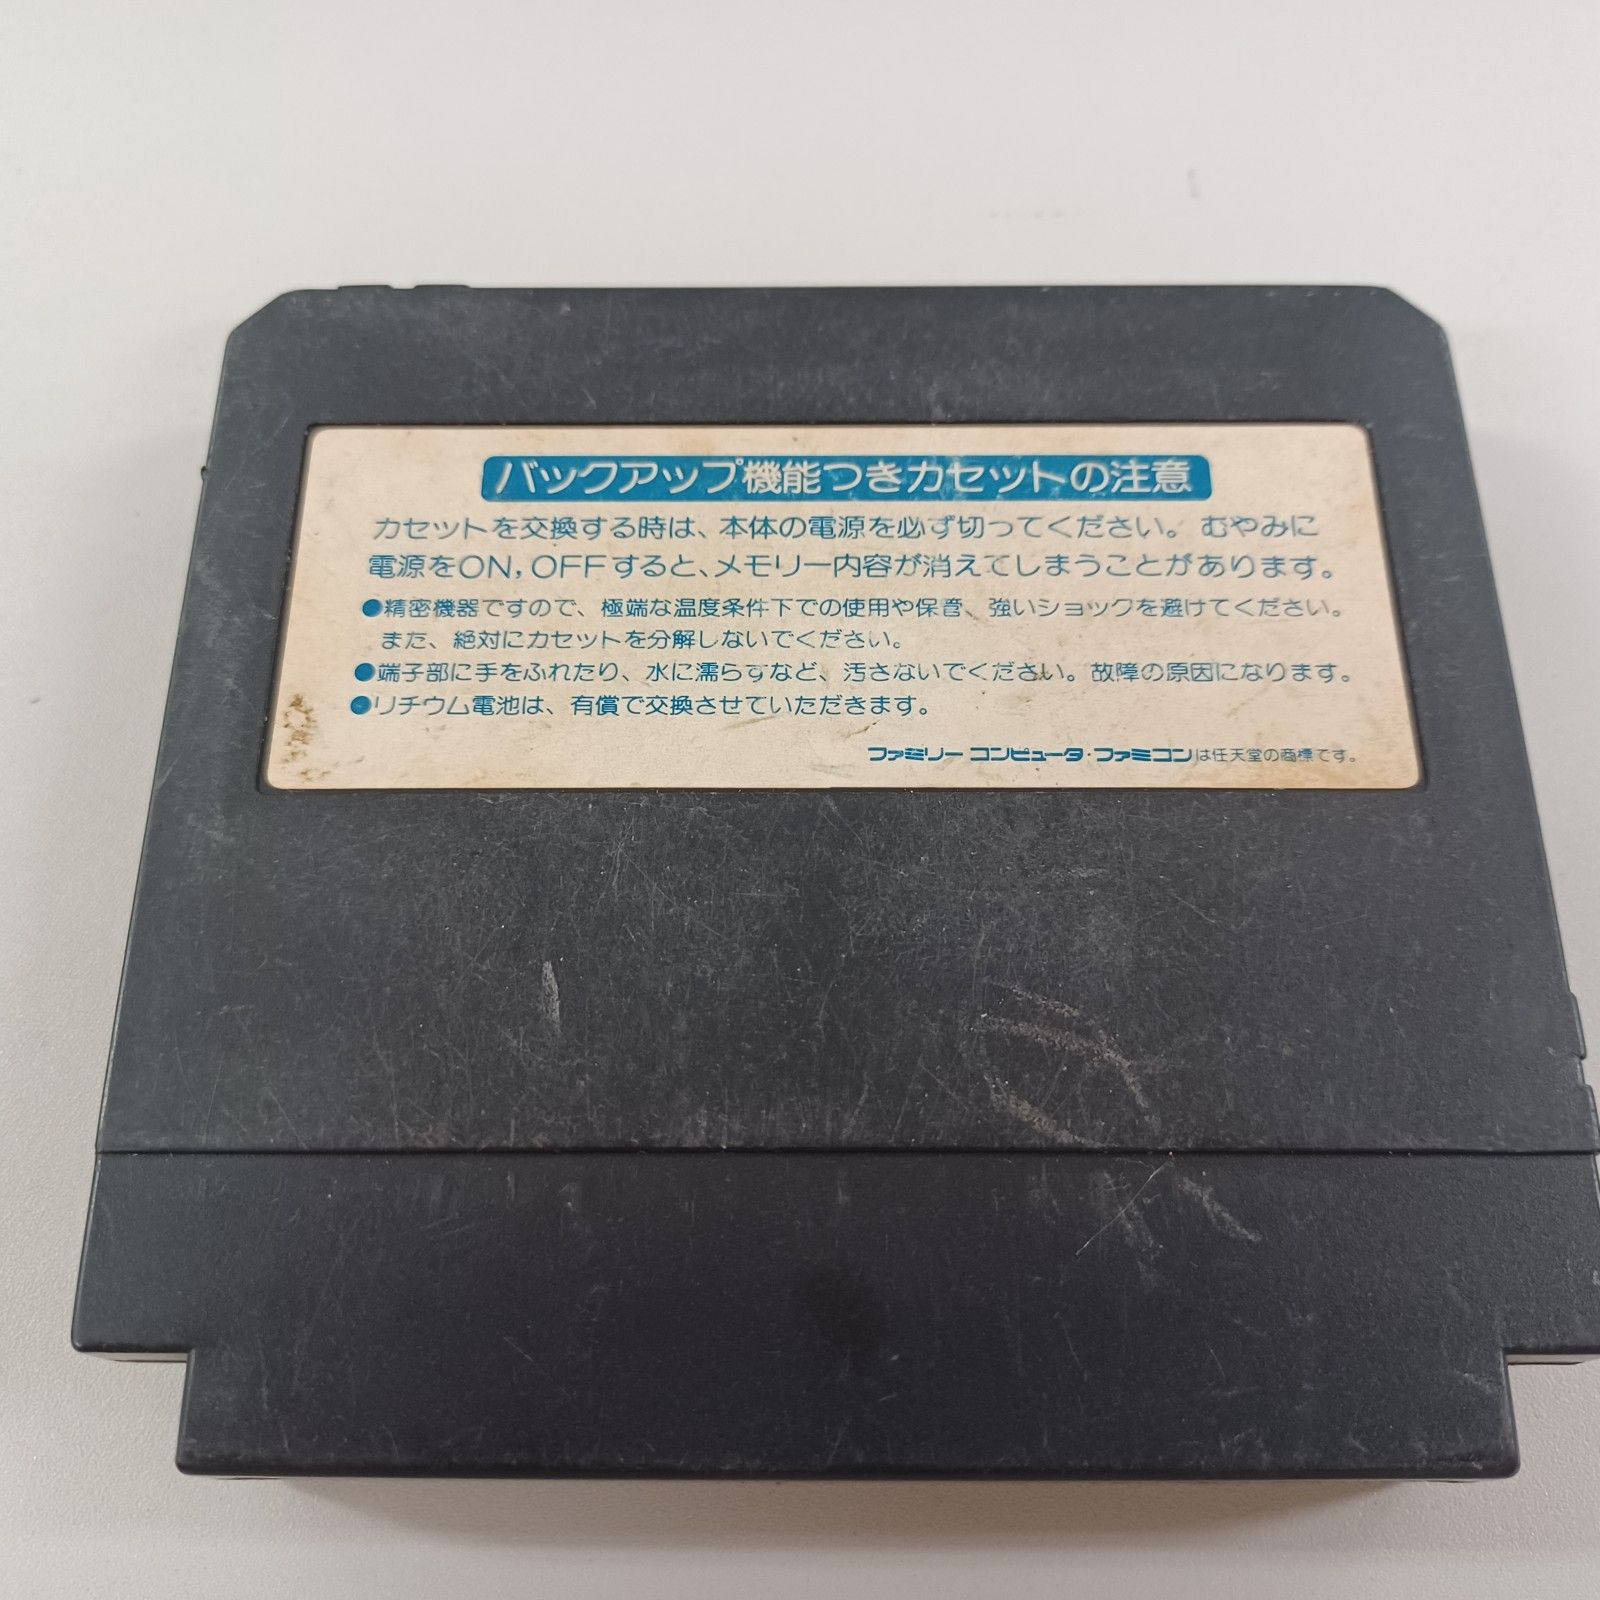 バックアップ機能つきカセットの注意
カセットを交換する時は、本体の電源を必ず切ってください。むやみに
電源をON, OFFすると、メモリー内容が消えてしまうことがあります。
●精密機器ですので、極端な温度条件下での使用や保管、強いショックを避けてください。
また、絶対にカセットを分解しないでください。
●端子部に手をふれたり、水に濡らすなど、汚さないでください。故障の原因になります。
●リチウム電池は、有償で交換させていただきます。
ファミリー コンピュータ・ファミコンは任天堂の商標です。